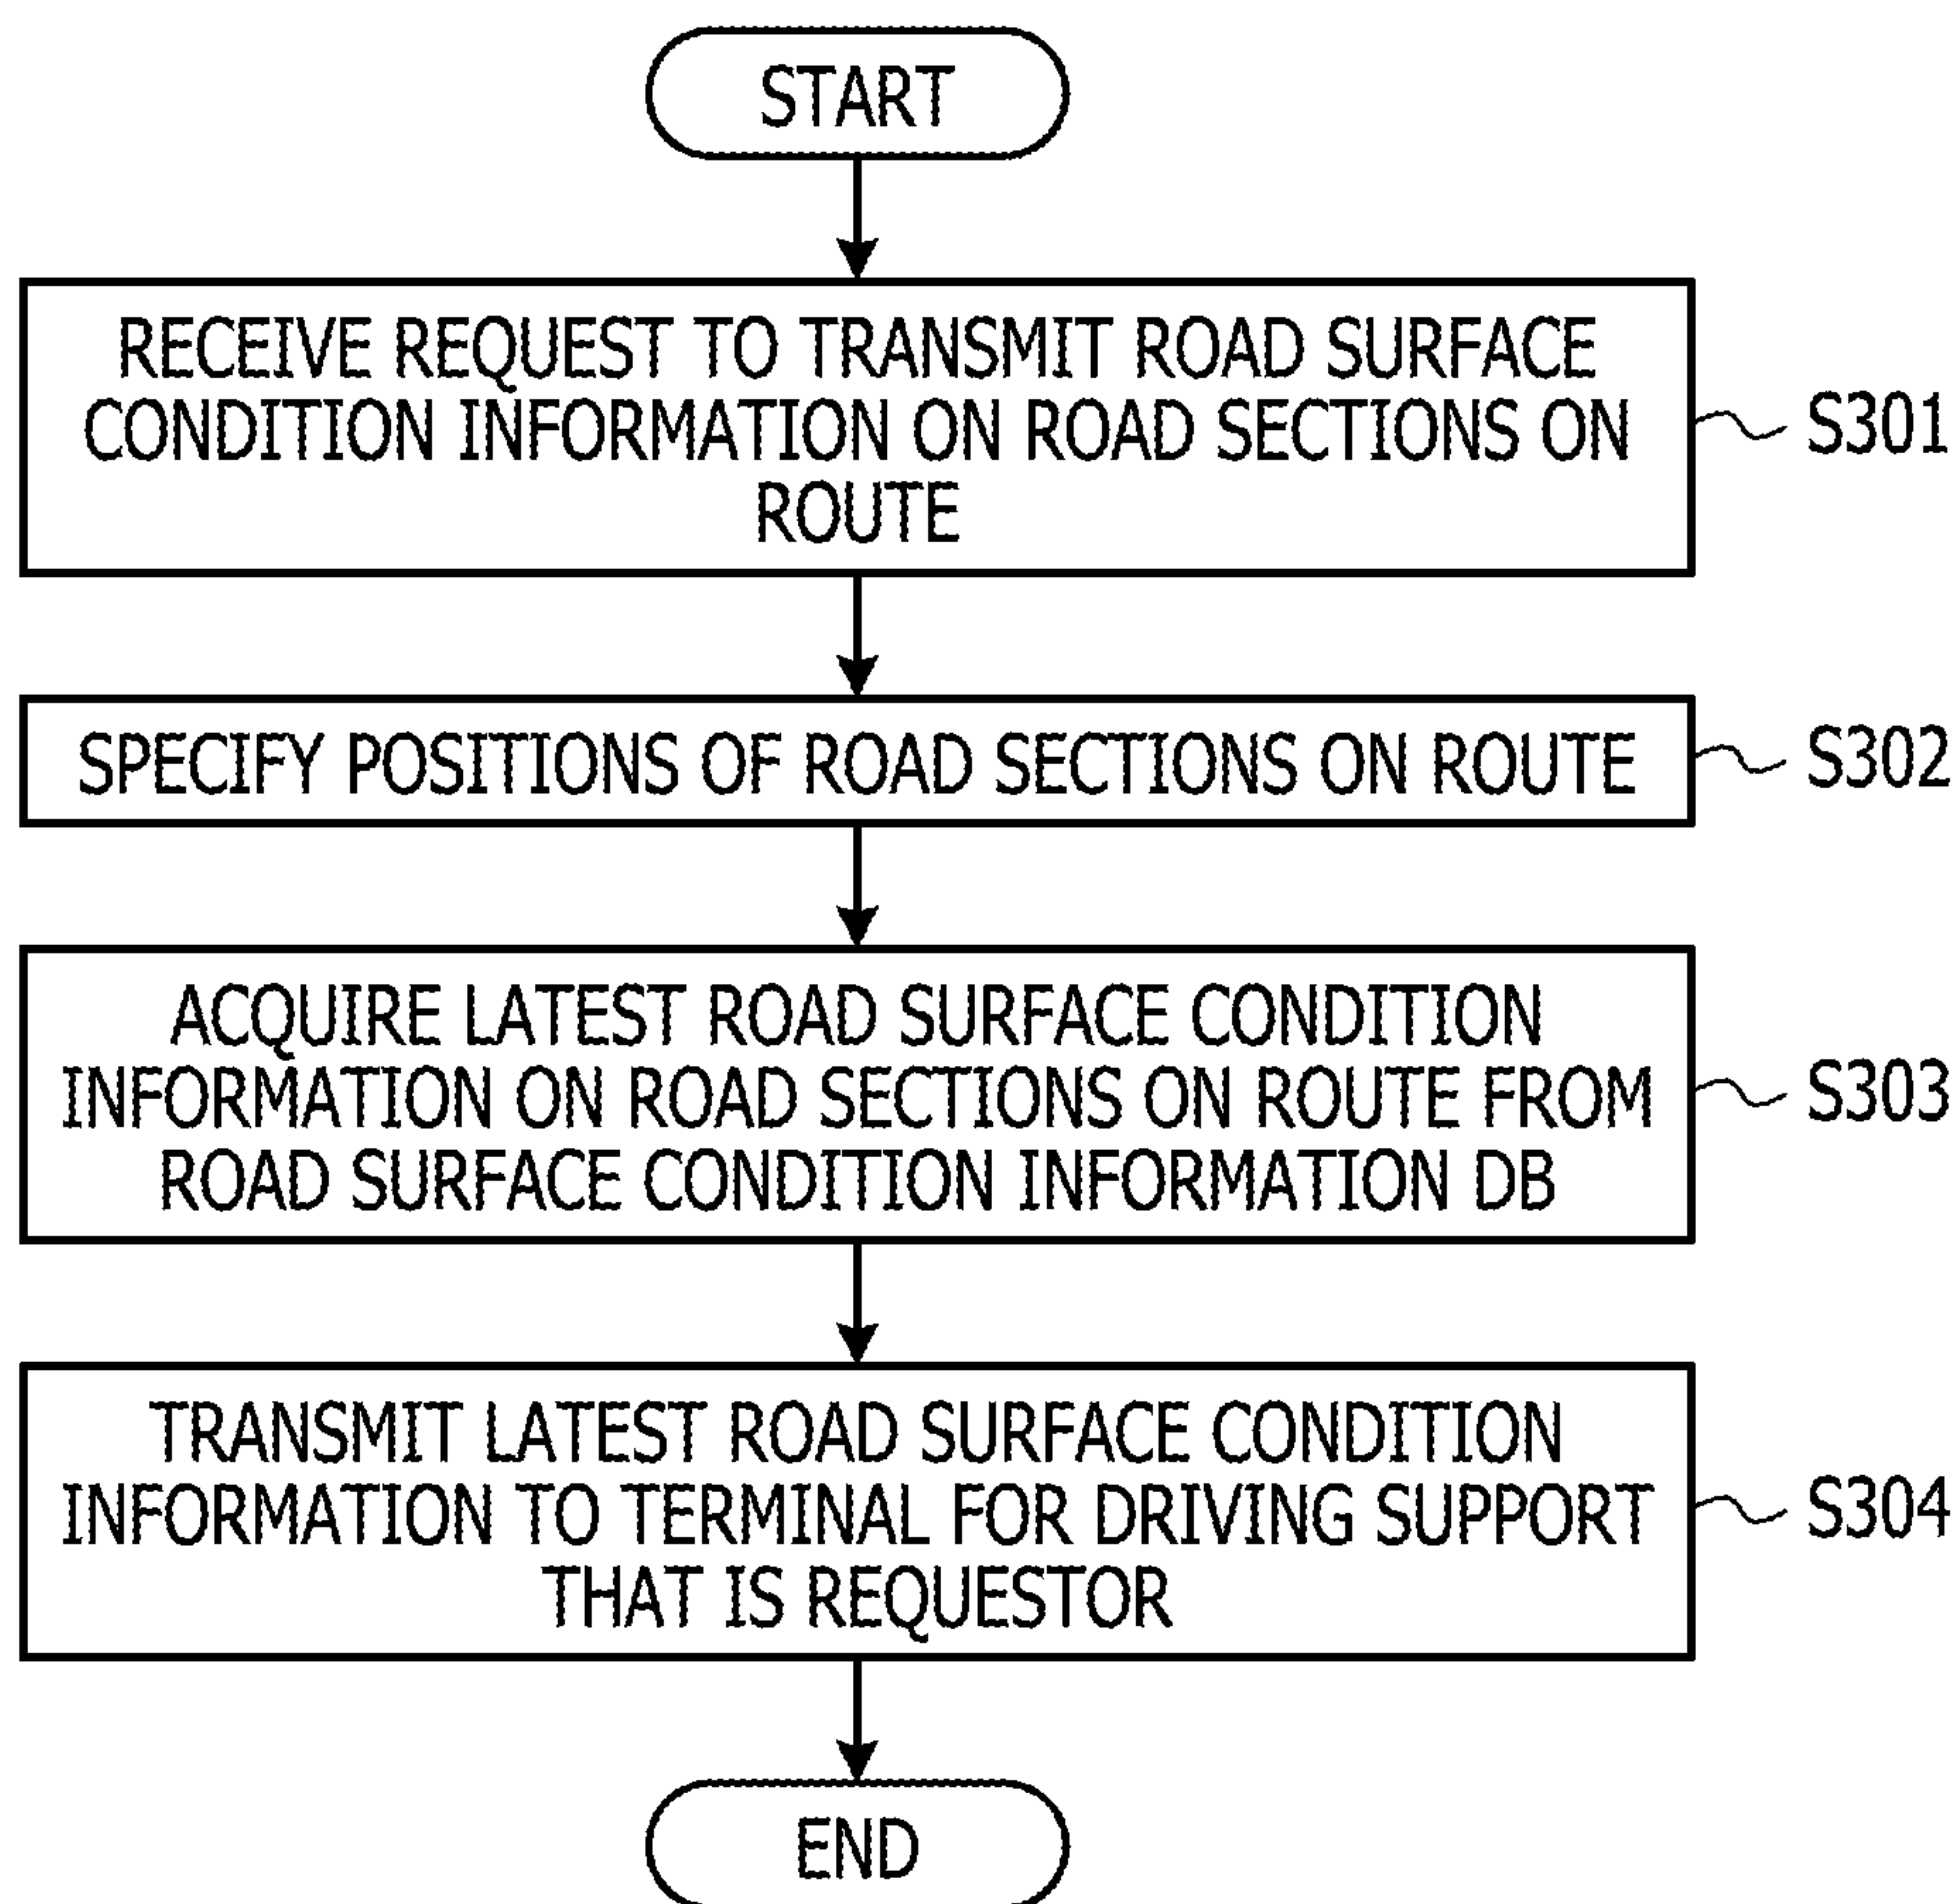 START
RECEIVE REQUEST TO TRANSMIT ROAD SURFACE
CONDITION INFORMATION ON ROAD SECTIONS ON
ROUTE
S301
SPECIFY POSITIONS OF ROAD SECTIONS ON ROUTE
S302
ACQUIRE LATEST ROAD SURFACE CONDITION
INFORMATION ON ROAD SECTIONS ON ROUTE FROM
ROAD SURFACE CONDITION INFORMATION DB
S303
TRANSMIT LATEST ROAD SURFACE CONDITION
INFORMATION TO TERMINAL FOR DRIVING SUPPORT
THAT IS REQUESTOR
S304
END